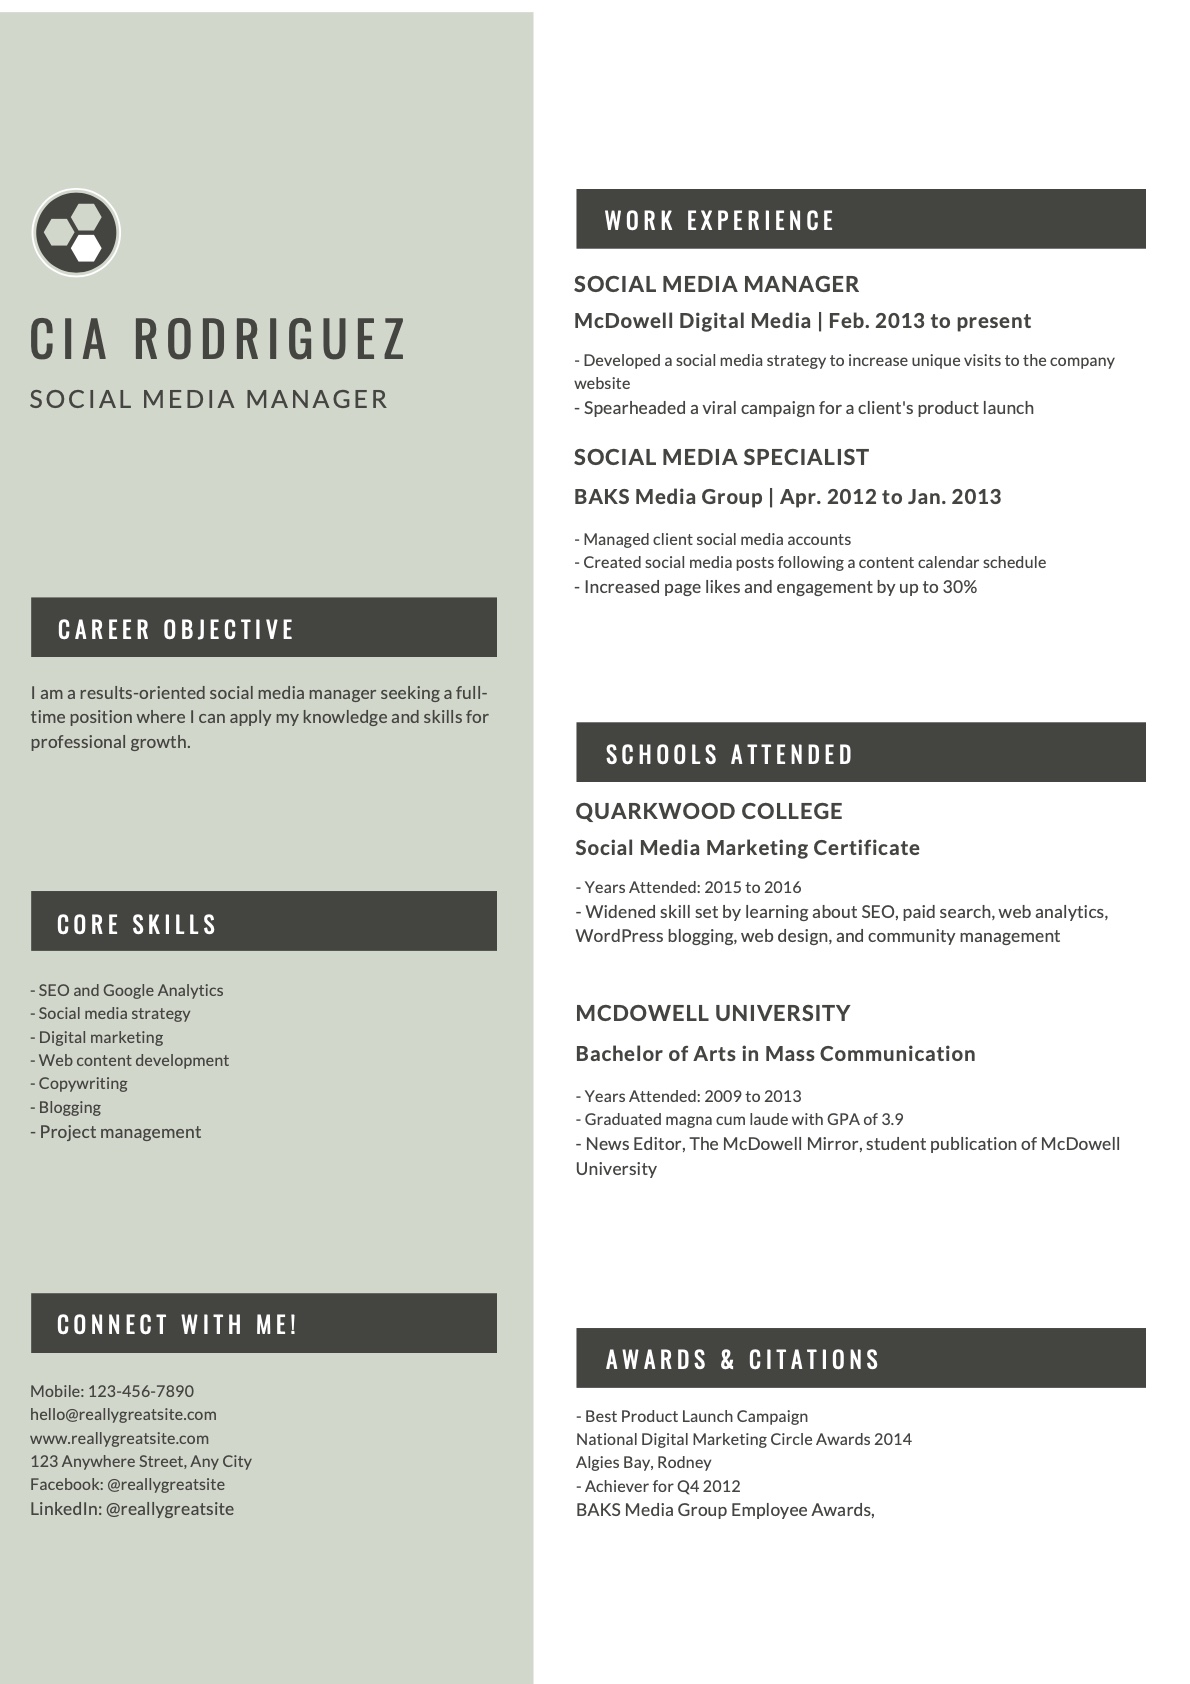 CIA RODRIGUEZ
SOCIAL MEDIA MANAGER
CAREER OBJECTIVE
I am a results-oriented social media manager seeking a full-
time position where I can apply my knowledge and skills for
professional growth.
CORE SKILLS
- SEO and Google Analytics
- Social media strategy
- Digital marketing
- Web content development
- Copywriting
- Blogging
- Project management
CONNECT WITH ME!
Mobile: 123-456-7890
hello@reallygreatsite.com
www.reallygreatsite.com
123 Anywhere Street, Any City
Facebook: @reallygreatsite
LinkedIn: @reallygreatsite
WORK EXPERIENCE
SOCIAL MEDIA MANAGER
McDowell Digital Media | Feb. 2013 to present
- Developed a social media strategy to increase unique visits to the company
website
- Spearheaded a viral campaign for a client's product launch
SOCIAL MEDIA SPECIALIST
BAKS Media Group | Apr. 2012 to Jan. 2013
- Managed client social media accounts
- Created social media posts following a content calendar schedule
- Increased page likes and engagement by up to 30%
SCHOOLS ATTENDED
QUARKWOOD COLLEGE
Social Media Marketing Certificate
- Years Attended: 2015 to 2016
- Widened skill set by learning about SEO, paid search, web analytics,
WordPress blogging, web design, and community management
MCDOWELL UNIVERSITY
Bachelor of Arts in Mass Communication
- Years Attended: 2009 to 2013
- Graduated magna cum laude with GPA of 3.9
- News Editor, The McDowell Mirror, student publication of McDowell
University
AWARDS & CITATIONS
- Best Product Launch Campaign
National Digital Marketing Circle Awards 2014
Algies Bay, Rodney
- Achiever for Q4 2012
BAKS Media Group Employee Awards,